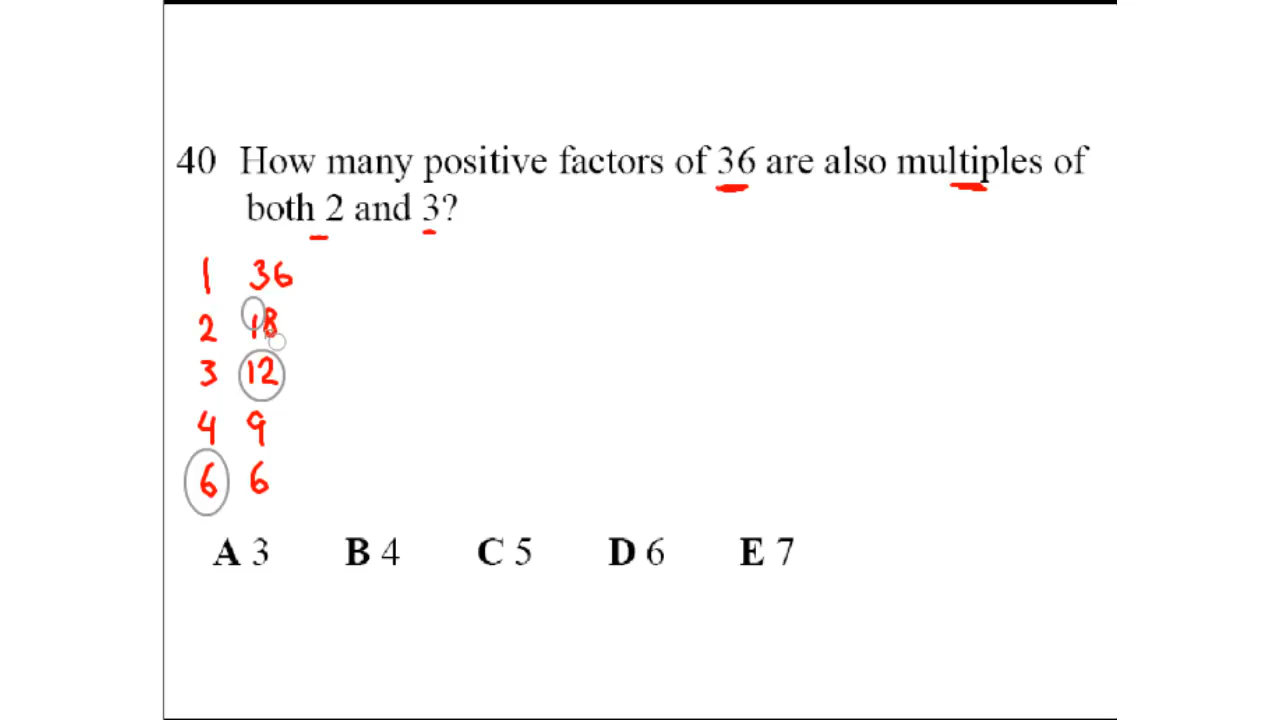 40 How many positive factors of 36 are also multiples of
both 2 and 3?
1 36
2 18
3 12
4 9
6 6
A 3 B 4 C 5 D 6 E 7